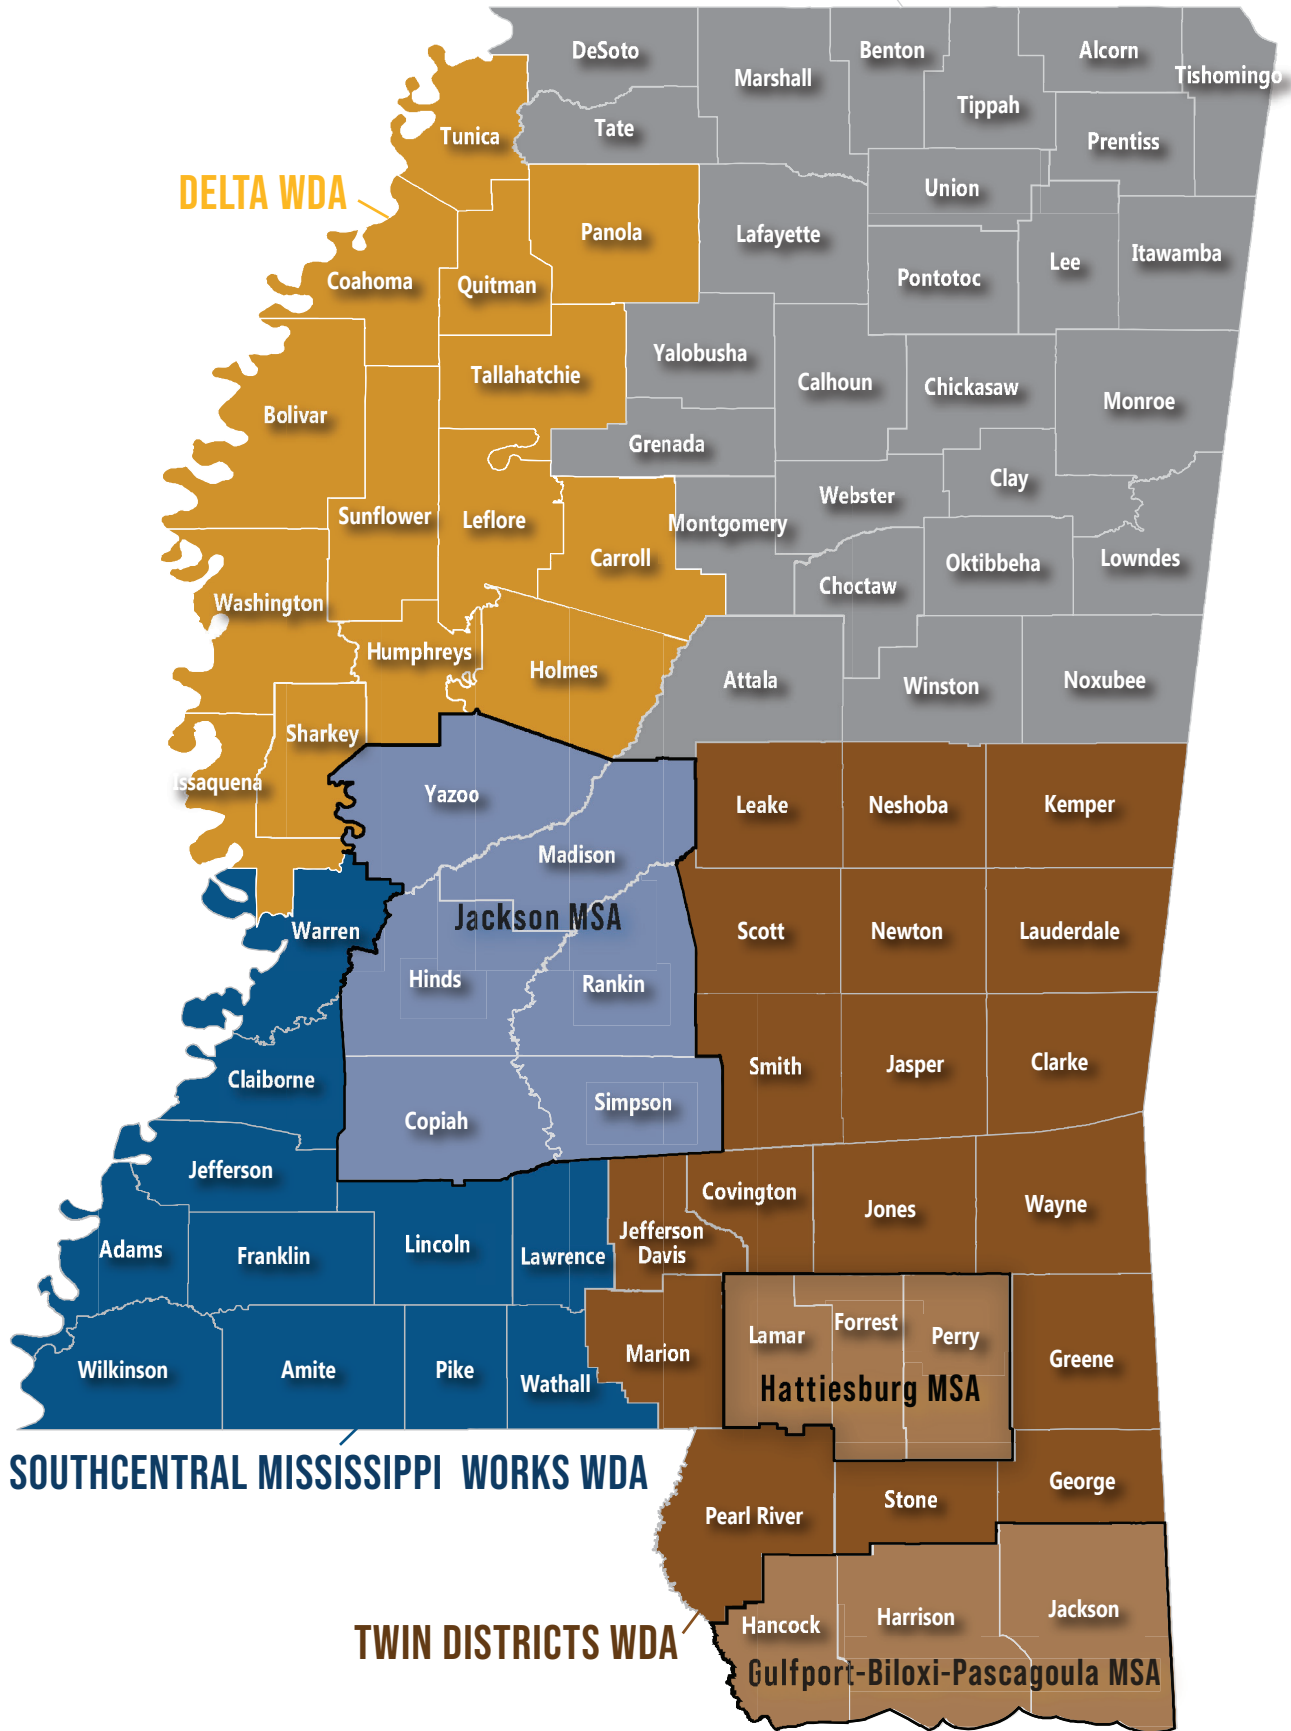 DeSoto
Benton
Alcorn
Marshall
Tishomingo
Tippah
Tate
Tunica
Prentiss
DELTA WDA
Union
Panola
Lafayette
Itawamba
Lee
Coahoma
Quitman
Pontotoc
Yalobusha
Tallahatchie
Calhoun
Chickasaw
Monroe
Bolivar
Grenada
Clay
Webster
Sunflower
Leflore
Montgomery
Carroll
Oktibbeha
Lowndes
Choctaw
Washington
Humphreys
Holmes
Attala
Winston
Noxubee
Sharkey
Issaquena
Yazoo
Leake
Neshoba
Kemper
Madison
Jackson MSA
Warren
Scott
Newton
Lauderdale
Hinds
Rankin
Smith
Jasper
Clarke
Claiborne
Simpson
Copiah
Jefferson
Covington
Jones
Wayne
Jefferson
Davis
Adams
Franklin
Lincoln
Lawrence
Lamar
Forrest
Perry
Marion
Greene
Wilkinson
Amite
Pike
Wathall
Hattiesburg MSA
SOUTHCENTRAL MISSISSIPPI WORKS WDA
George
Stone
Pearl River
Jackson
Harrison
Hancock
TWIN DISTRICTS WDA
Gulfport-Biloxi-Pascagoula MSA